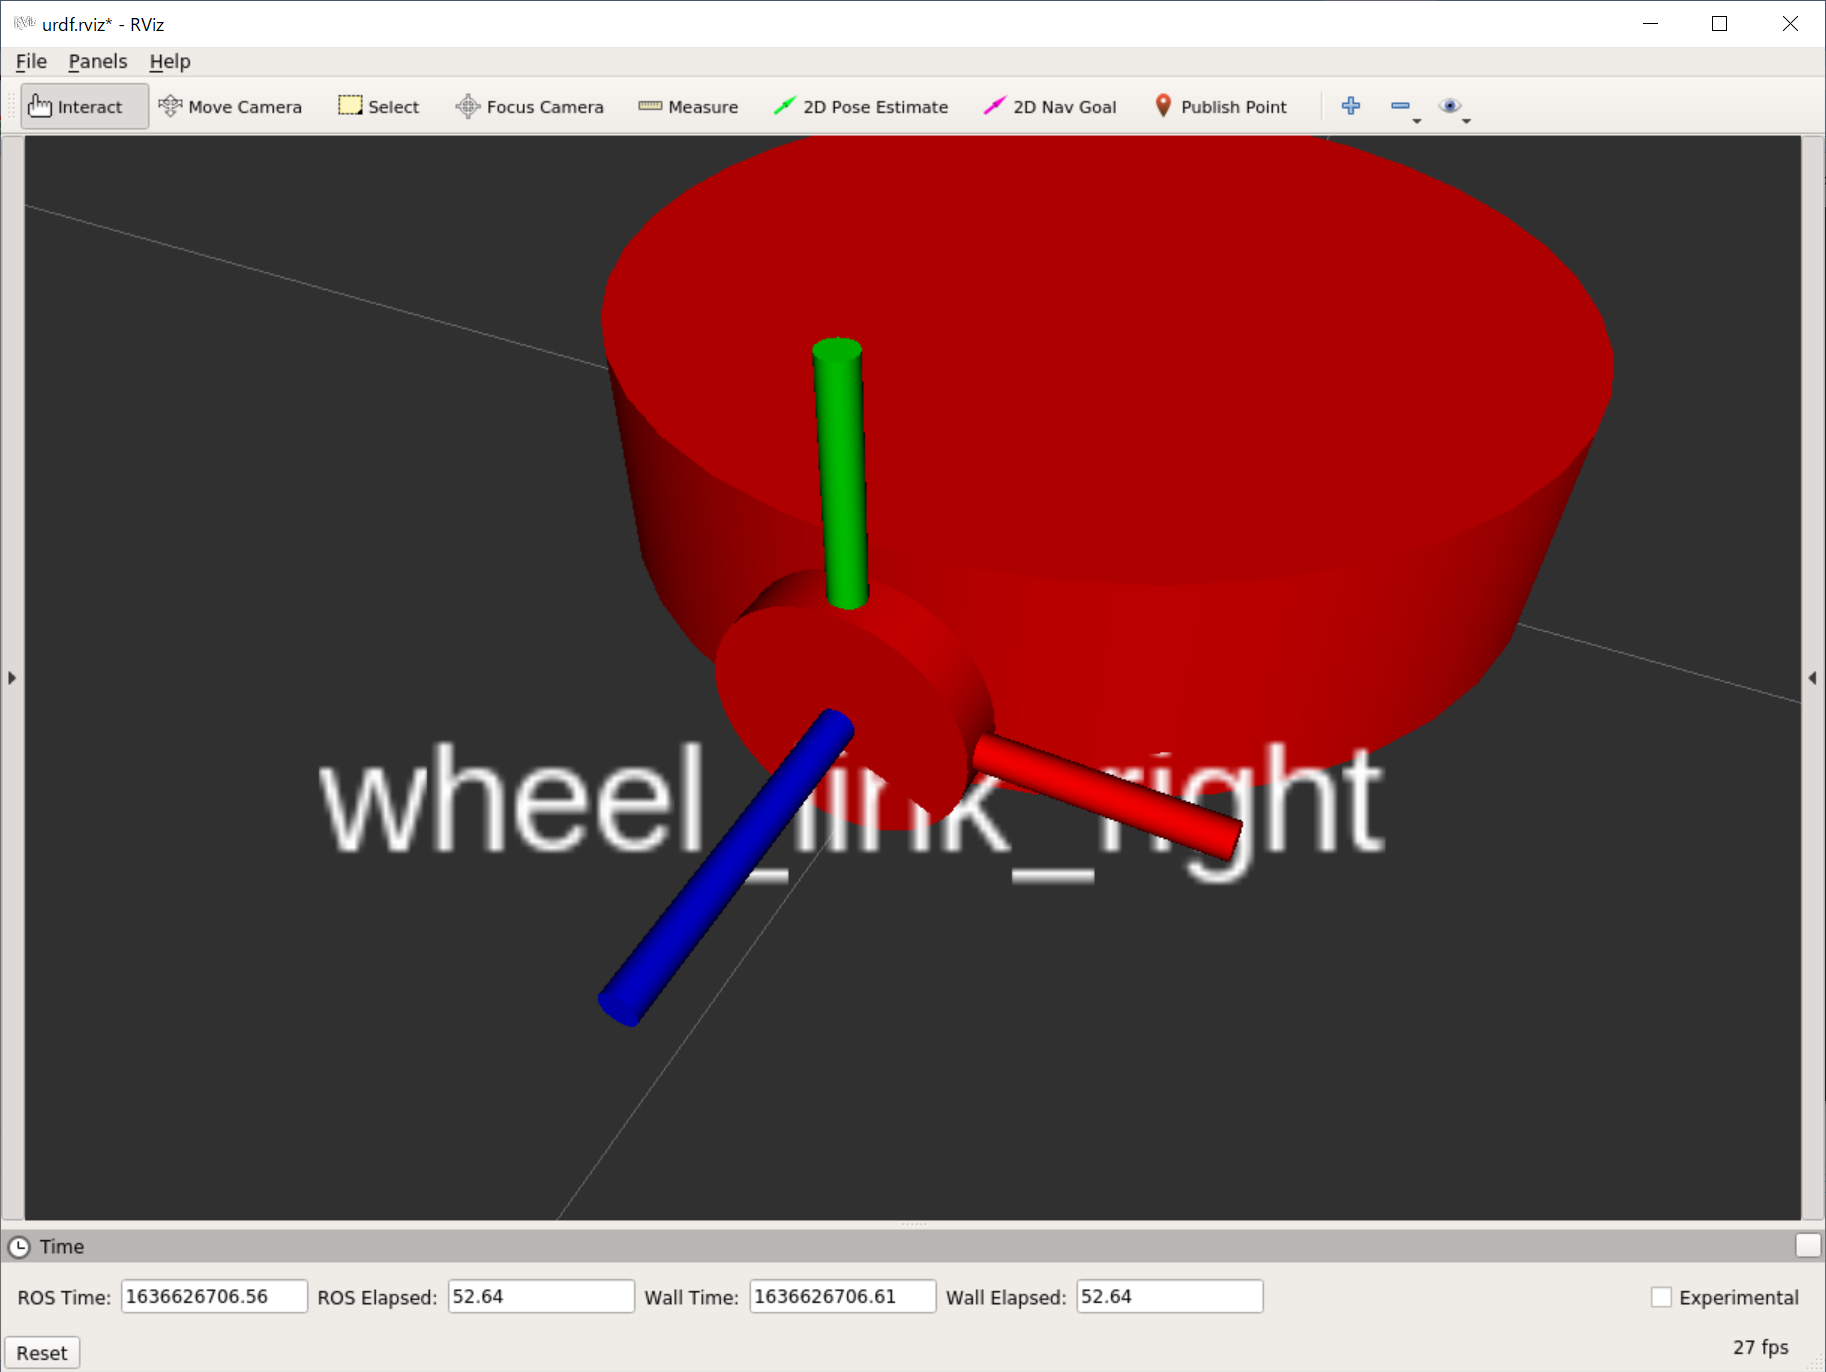 urdf.rviz* - RViz
File Panels Help
Interact Move Camera Select Focus Camera Measure 2D Pose Estimate 2D Nav Goal Publish Point
wheel_link_right
Time
ROS Time: 1636626706.56 ROS Elapsed: 52.64 Wall Time: 1636626706.61 Wall Elapsed: 52.64 Experimental
Reset 27 fps